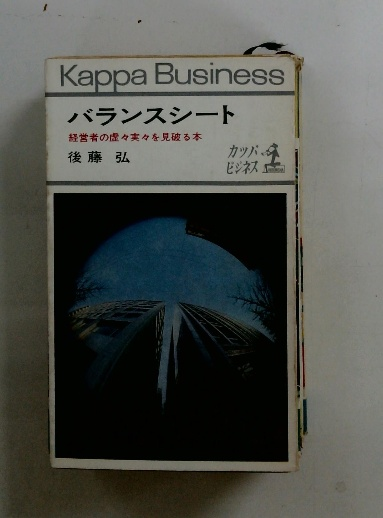 Kappa Business
バランスシート
経営者の虚々実々を見破る本
後藤 弘
カッパ
ビジネス